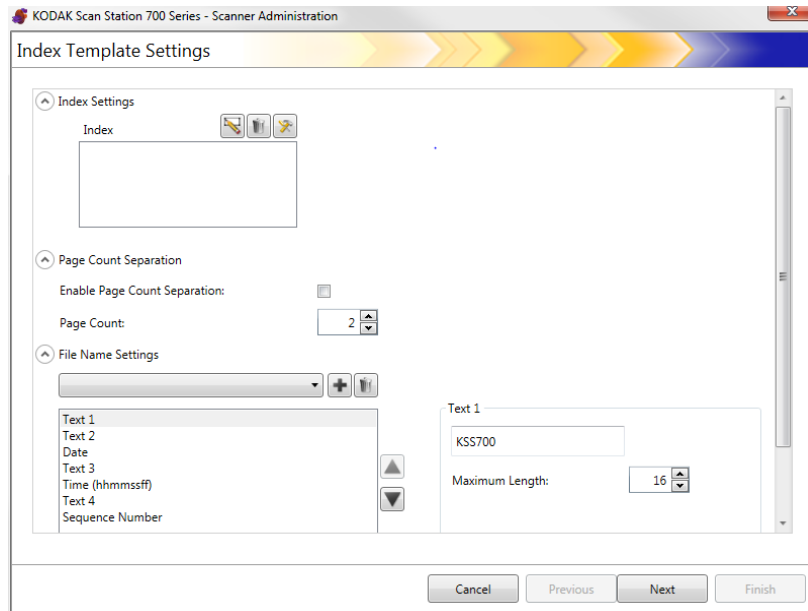 KODAK Scan Station 700 Series - Scanner Administration
Index Template Settings
Index Settings
Index
Page Count Separation
Enable Page Count Separation:
Page Count:
2
File Name Settings
Text 1
Text 2
Date
Text 3
Time (hhmmssff)
Text 4
Sequence Number
Text 1
KSS700
Maximum Length:
16
Cancel
Previous
Next
Finish